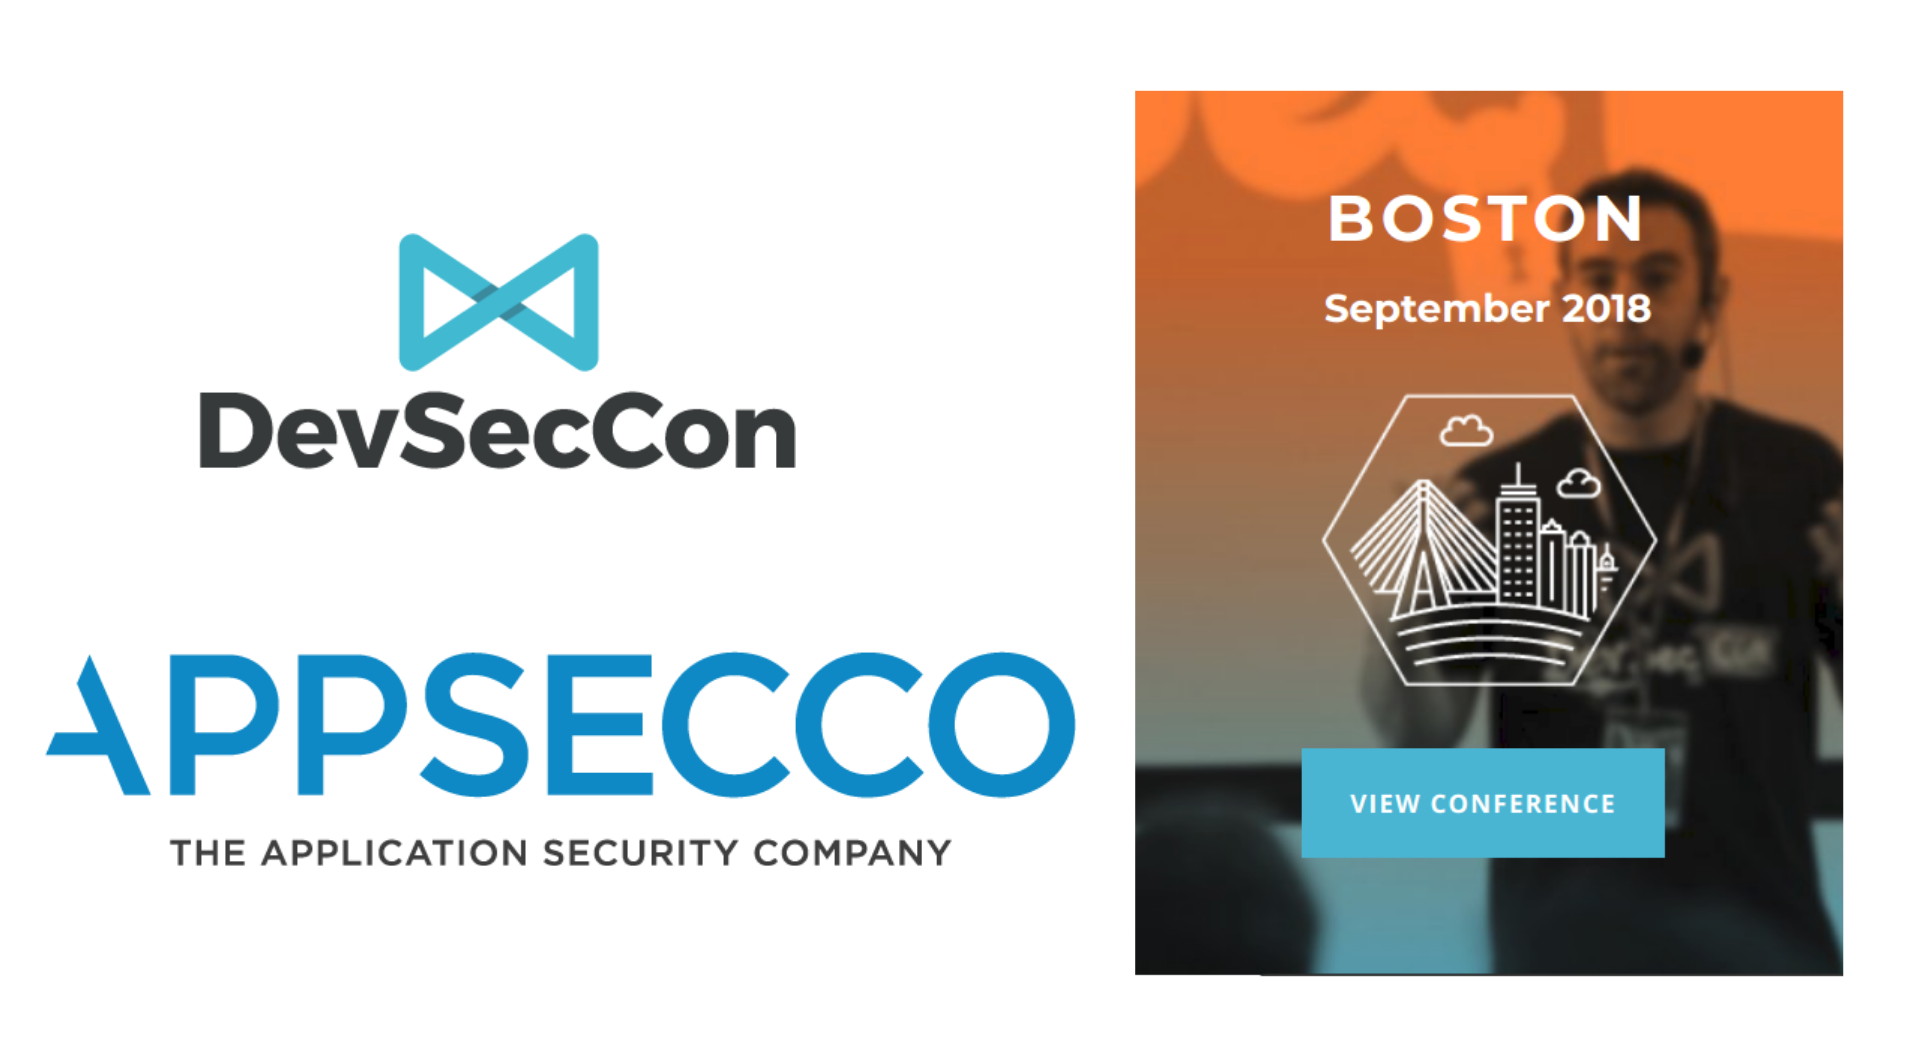 DevSecCon
APPSECCO
THE APPLICATION SECURITY COMPANY
BOSTON
September 2018
VIEW CONFERENCE